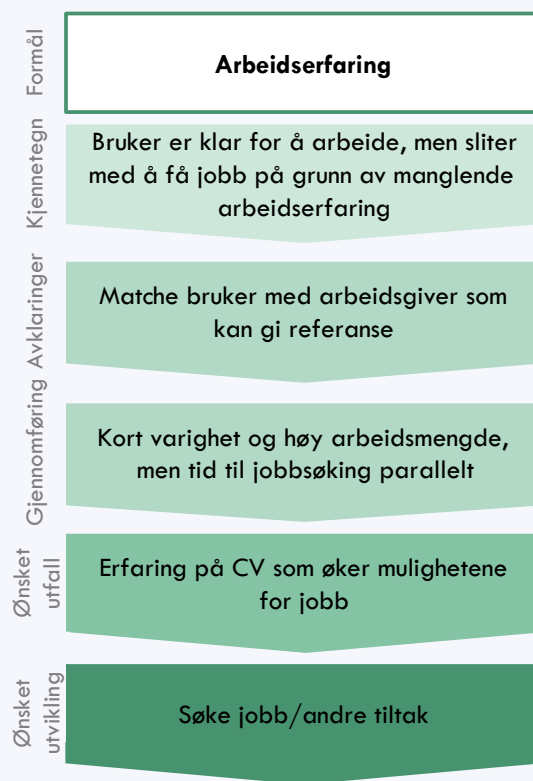 Formål
Arbeidserfaring
Kjennetegn
Bruker er klar for å arbeide, men sliter
med å få jobb på grunn av manglende
arbeidserfaring
Avklaringer
Matche bruker med arbeidsgiver som
kan gi referanse
Gjennomføring
Kort varighet og høy arbeidsmengde,
men tid til jobbsøking parallelt
Ønsket
utfall
Erfaring på CV som øker mulighetene
for jobb
Ønsket
utvikling
Søke jobb/andre tiltak